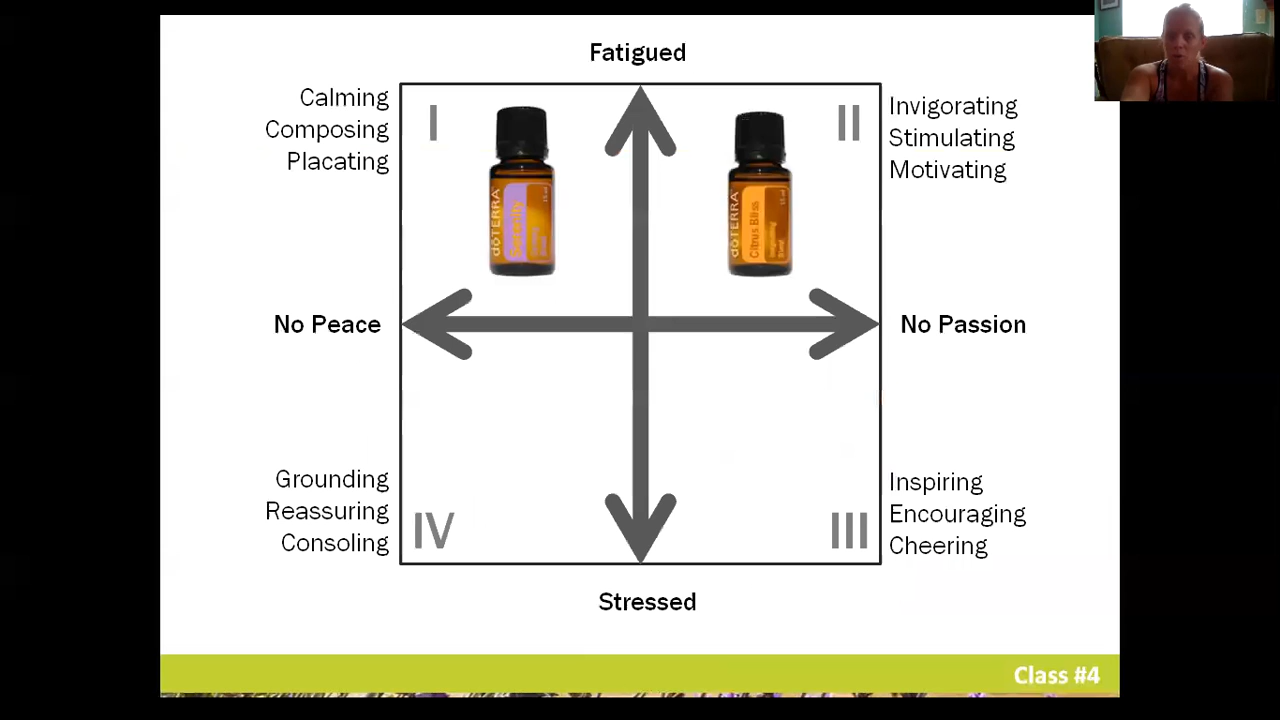 Fatigued
Calming
Composing
Placating
I
II
Invigorating
Stimulating
Motivating
dōTERRA
Serenity
dōTERRA
Citrus Bliss
No Peace
No Passion
Grounding
Reassuring
Consoling
IV
III
Inspiring
Encouraging
Cheering
Stressed
Class #4